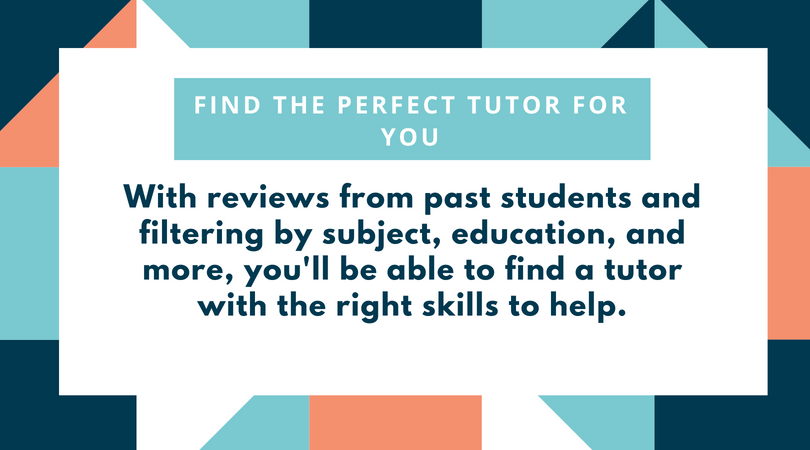 FIND THE PERFECT TUTOR FOR
YOU
With reviews from past students and
filtering by subject, education, and
more, you'll be able to find a tutor
with the right skills to help.